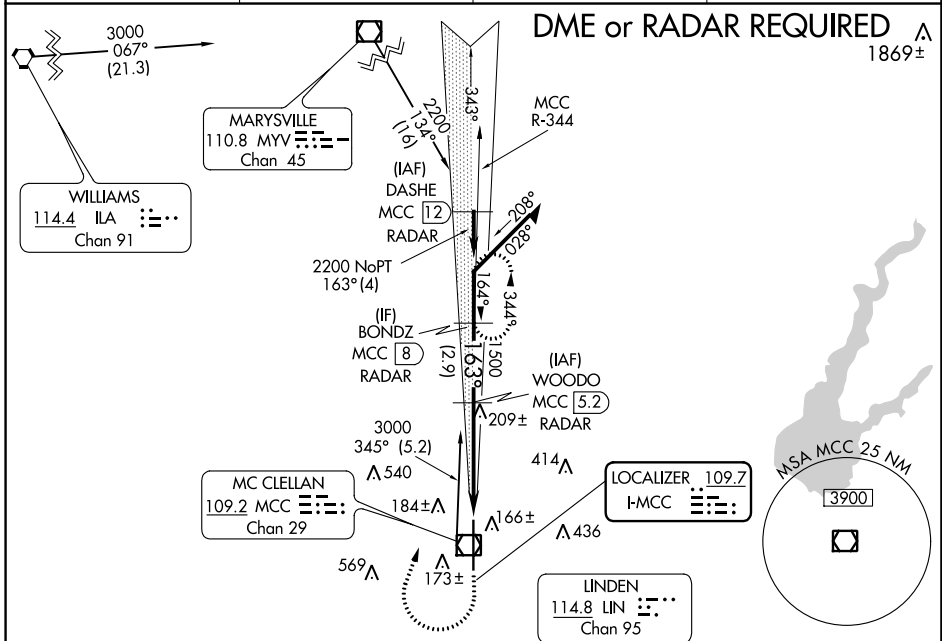 DME or RADAR REQUIRED
1869±
3000
067°
(21.3)
MARYSVILLE
110.8 MYV
Chan 45
WILLIAMS
114.4 ILA
Chan 91
2200
134°
(16)
343°
MCC
R-344
(IAF)
DASHE
MCC 12
RADAR
208°
028°
2200 NoPT
163° (4)
164°
344°
(IF)
BONDZ
MCC 8
RADAR
(2.9)
163°
1500
(IAF)
WOODO
MCC 5.2
RADAR
209±
3000
345° (5.2)
540
414
MC CLELLAN
109.2 MCC
Chan 29
184±
166±
LOCALIZER 109.7
I-MCC
436
569
173±
LINDEN
114.8 LIN
Chan 95
MSA MCC 25 NM
3900